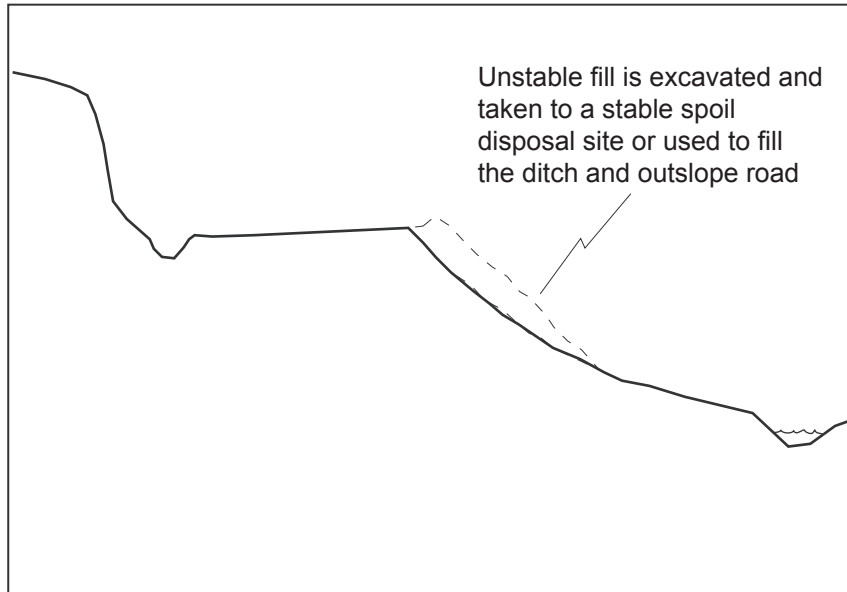 Unstable fill is excavated and
taken to a stable spoil
disposal site or used to fill
the ditch and outslope road